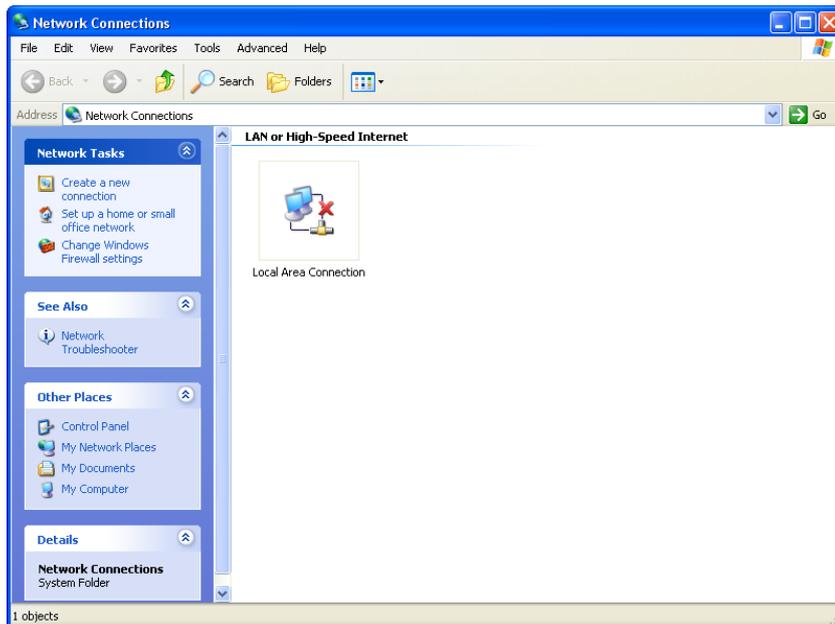 Network Connections
File Edit View Favorites Tools Advanced Help
Back Search Folders
Address Network Connections Go
Network Tasks
Create a new
connection
Set up a home or small
office network
Change Windows
Firewall settings
See Also
Network
Troubleshooter
Other Places
Control Panel
My Network Places
My Documents
My Computer
Details
Network Connections
System Folder
LAN or High-Speed Internet
Local Area Connection
1 objects